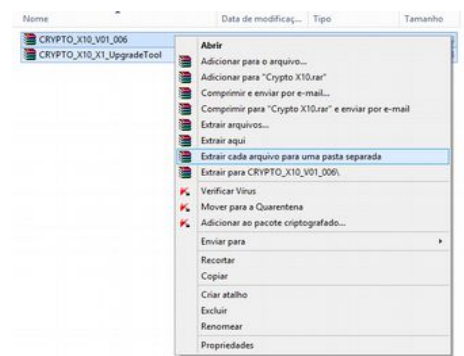 Nome Data de modificaç... Tipo Tamanho
CRYPTO_X10_V01_006
CRYPTO_X10_X1_UpgradeTool
Abrir
Adicionar para o arquivo...
Adicionar para "Crypto X10.rar"
Comprimir e enviar por e-mail...
Comprimir para "Crypto X10.rar" e enviar por e-mail
Extrair arquivos...
Extrair aqui
Extrair cada arquivo para uma pasta separada
Extrair para CRYPTO_X10_V01_006\
Verificar Vírus
Mover para a Quarentena
Adicionar ao pacote criptografado...
Enviar para
Recortar
Copiar
Criar atalho
Excluir
Renomear
Propriedades